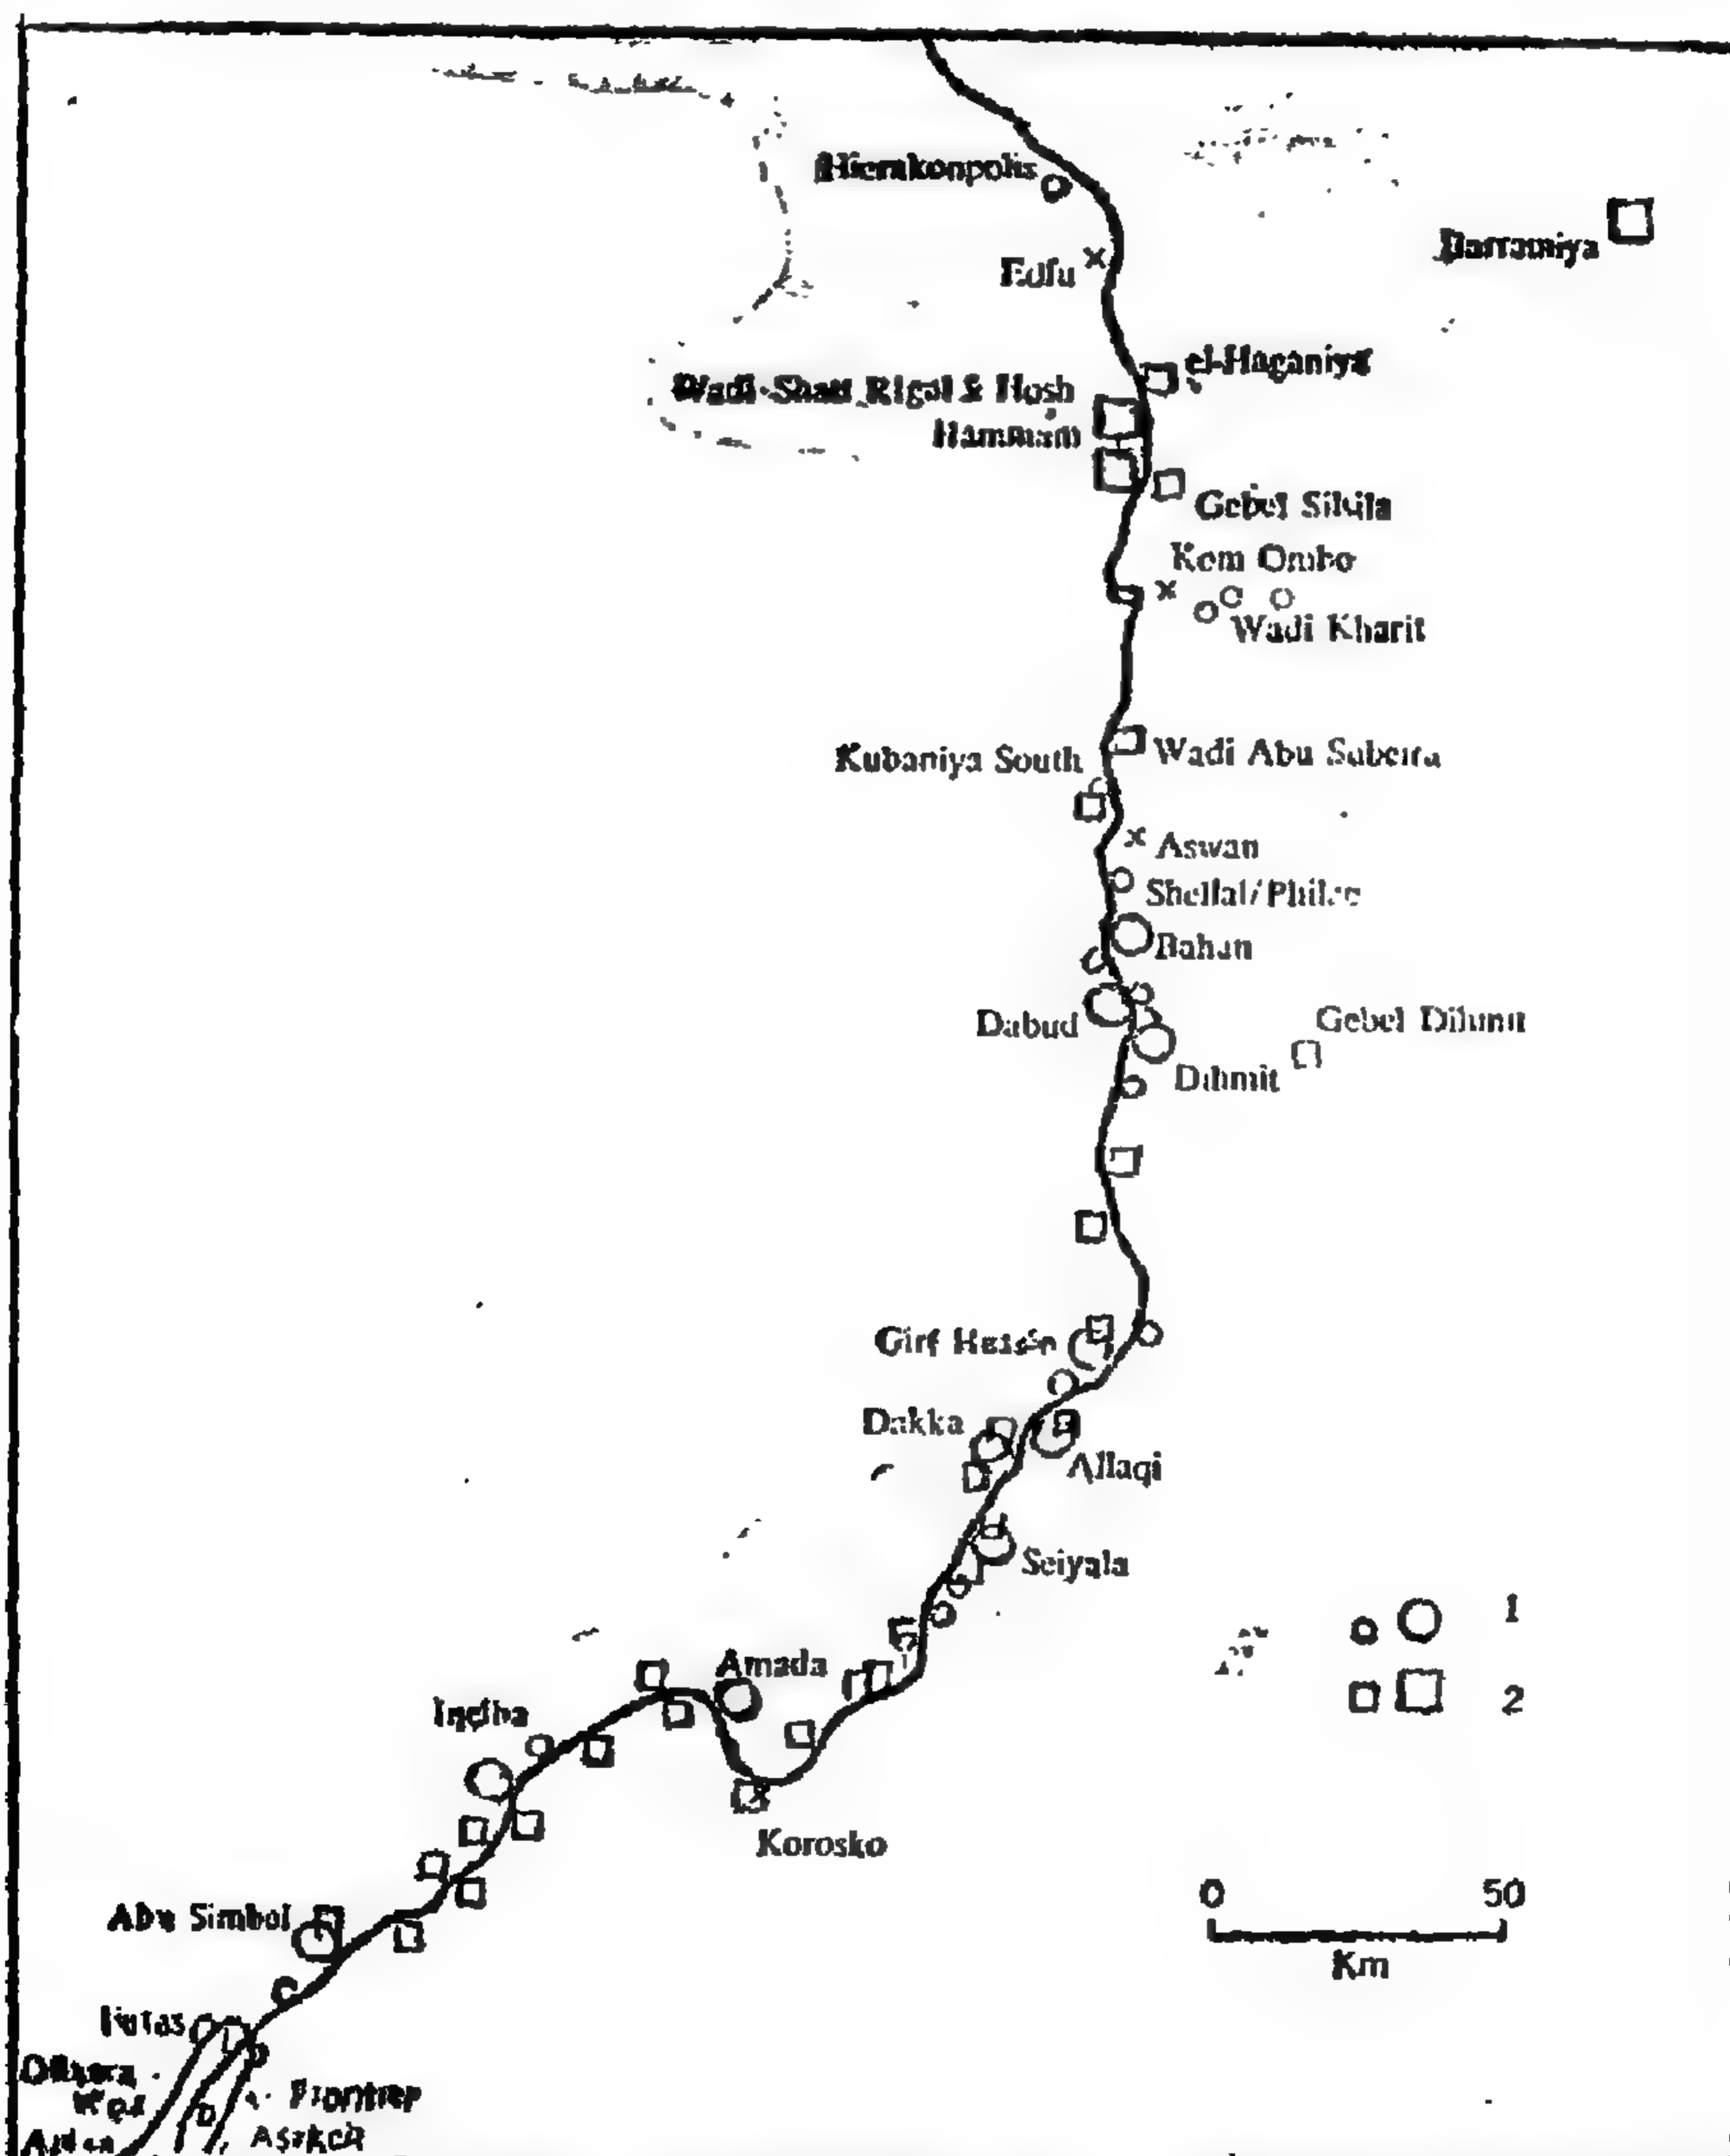 Hierakonpolis
Edfu
el-Haganiya
Wadi Shatt Rigal & Hosh
Hammam
Gebel Silsila
Kom Ombo
Wadi Kharit
Kubaniya South
Wadi Abu Subeira
Aswan
Shellal/Philae
Bahan
Dabud
Gebel Dihmit
Dihmit
Girf Hussein
Dakka
Allaqi
Seiyala
1
Amada
2
Korosko
0 50
Abu Simbel
Km
Frontier